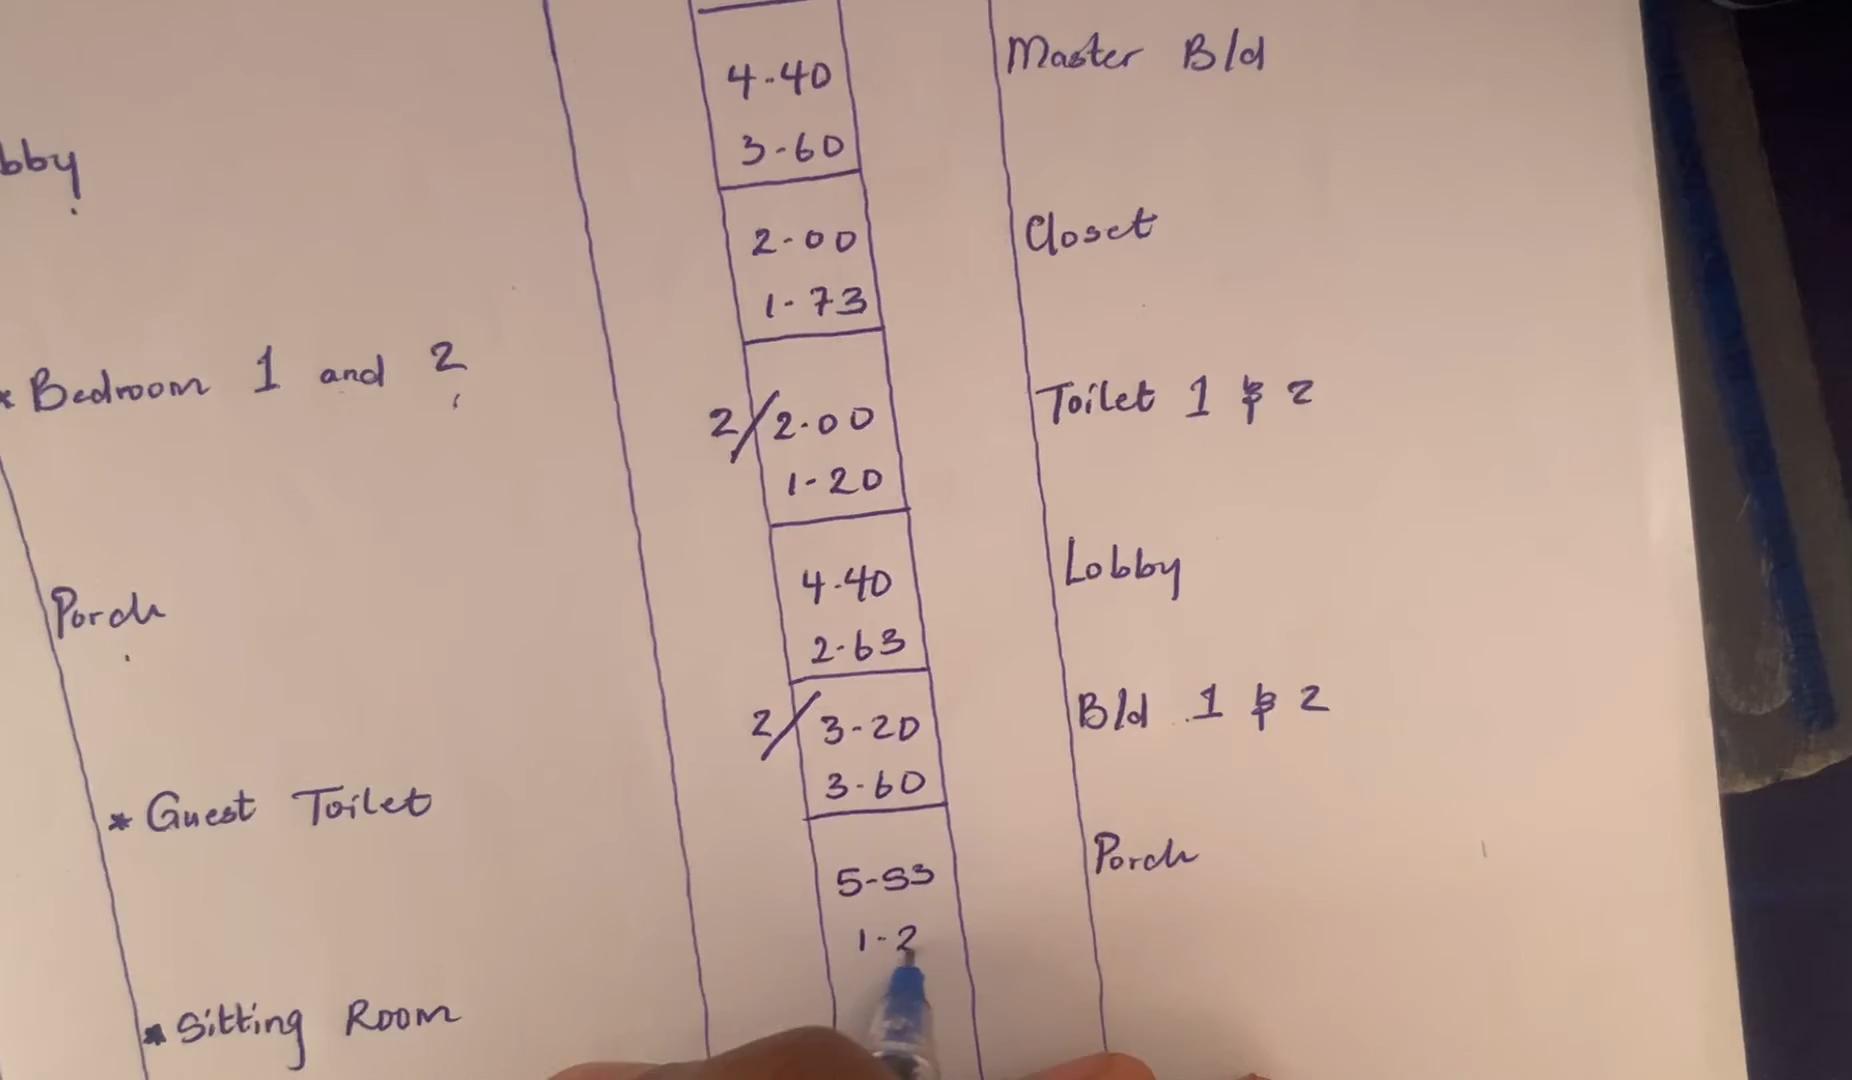 bby
* Bedroom 1 and 2
Porch
* Guest Toilet
* Sitting Room
4-40
3-60
Master B/d
2-00
1-73
Closet
2/2.00
1-20
Toilet 1 & 2
4.40
2-63
Lobby
2/3-20
3-60
B/d 1 & 2
5-53
1-2
Porch